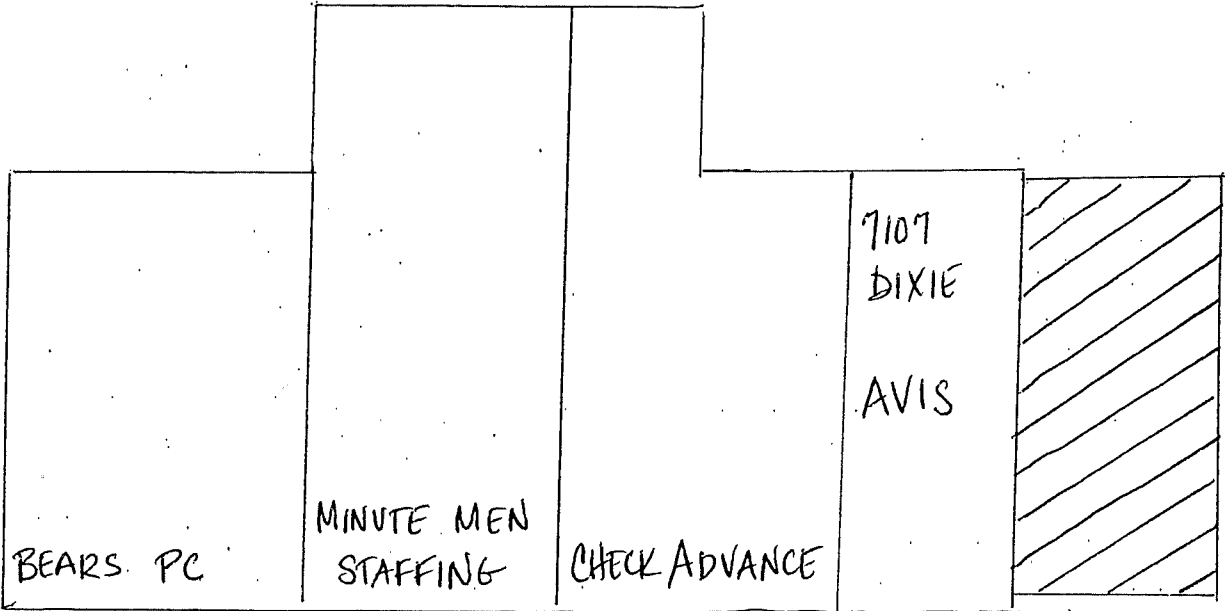 7107
DIXIE
AVIS
MINUTE MEN
STAFFING
BEARS PC
CHECK ADVANCE